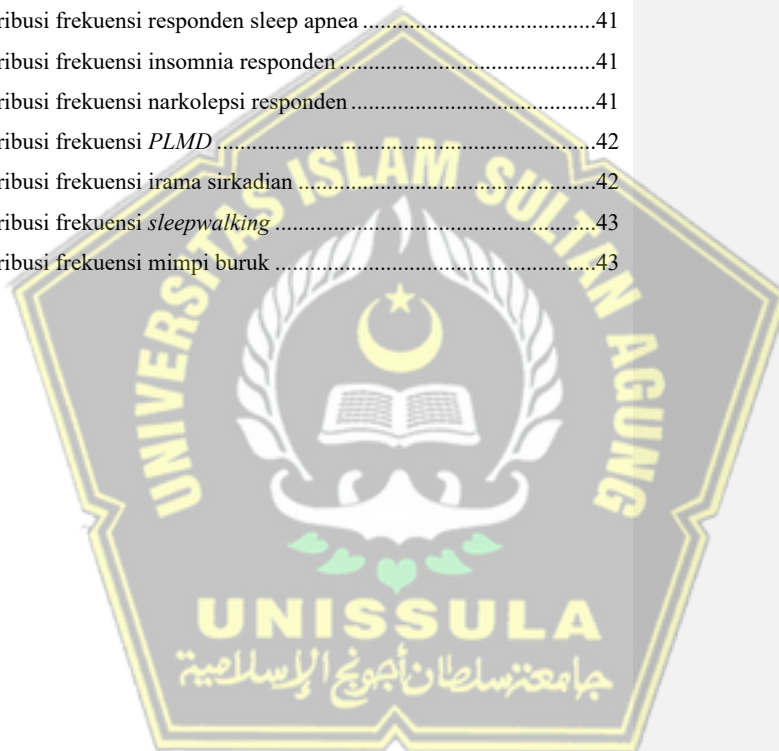 ribusi frekuensi responden sleep apnea..............................................41
ribusi frekuensi insomnia responden..................................................41
ribusi frekuensi narkolepsi responden................................................41
ribusi frekuensi PLMD.........................................................................42
ribusi frekuensi irama sirkadian..........................................................42
ribusi frekuensi sleepwalking..............................................................43
ribusi frekuensi mimpi buruk..............................................................43
UNIVERSITAS ISLAM SULTAN AGUNG
UNISSULA
جامعة سلطان أجونج الإسلامية